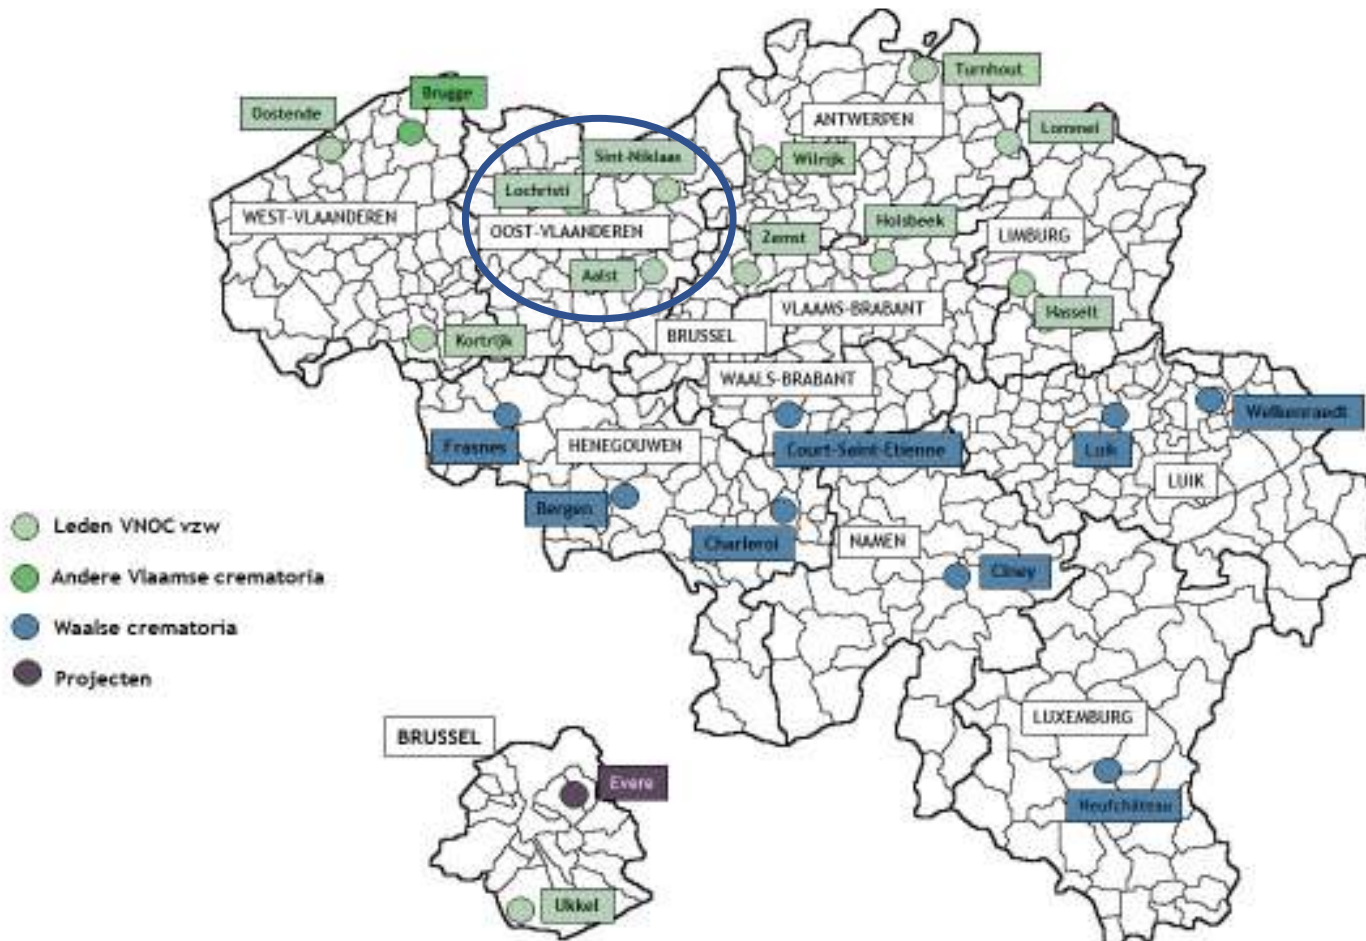 Turnhout
Brugge
Oostende
ANTWERPEN
Lommel
Sint-Niklaas
Wilrijk
Lochristi
WEST-VLAANDEREN
OOST-VLAANDEREN
Holsbeek
Zemst
LIMBURG
Aalst
VLAAMS-BRABANT
Hasselt
Kortrijk
BRUSSEL
WAALS-BRABANT
Welkenraedt
Frasnes
HENEGOUWEN
Court-Saint-Etienne
Luik
LUIK
Bergen
Leden VNOC vzw
Charleroi
NAMEN
Ciney
Andere Vlaamse crematoria
Waalse crematoria
Projecten
LUXEMBURG
BRUSSEL
Evere
Neufchâteau
Ukkel